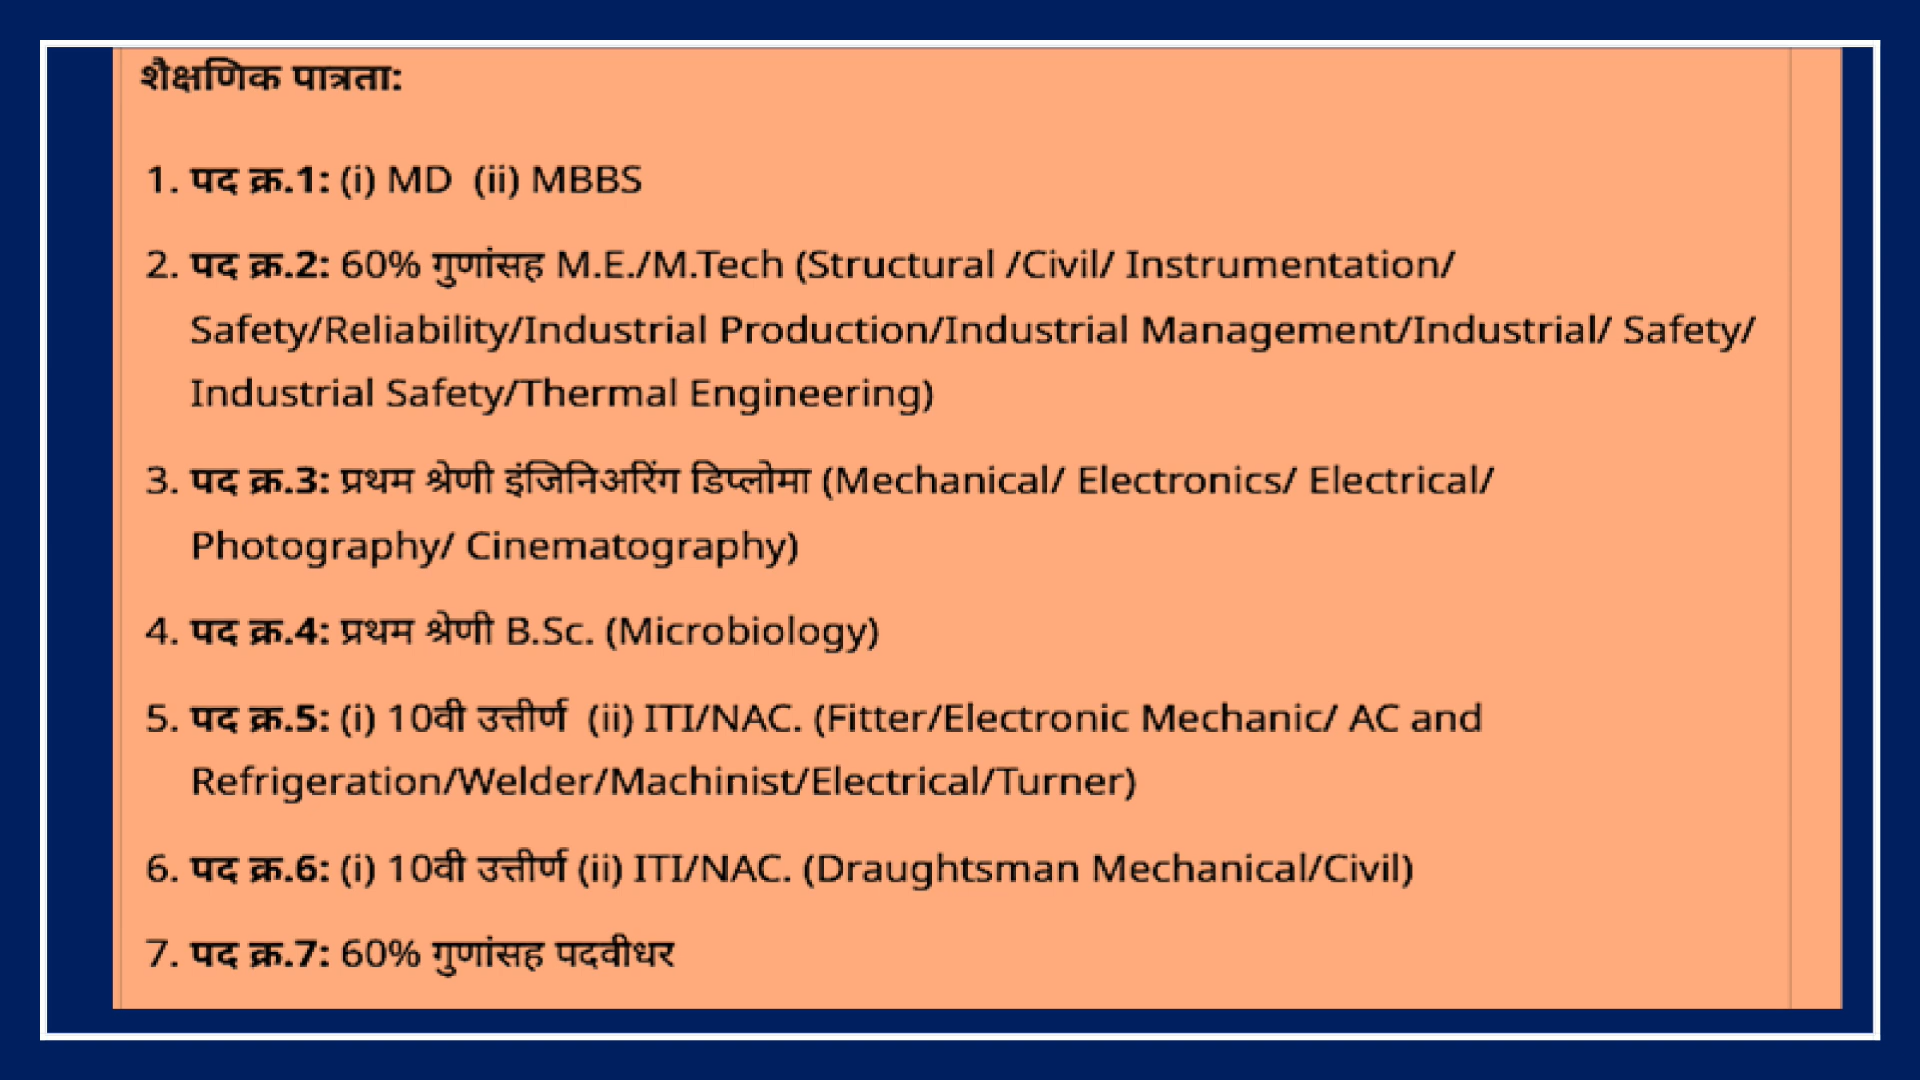 शैक्षणिक पात्रता:
1. पद क्र.1: (i) MD (ii) MBBS
2. पद क्र.2: 60% गुणांसह M.E./M.Tech (Structural /Civil/ Instrumentation/
Safety/Reliability/Industrial Production/Industrial Management/Industrial/ Safety/
Industrial Safety/Thermal Engineering)
3. पद क्र.3: प्रथम श्रेणी इंजिनिअरिंग डिप्लोमा (Mechanical/ Electronics/ Electrical/
Photography/ Cinematography)
4. पद क्र.4: प्रथम श्रेणी B.Sc. (Microbiology)
5. पद क्र.5: (i) 10वी उत्तीर्ण (ii) ITI/NAC. (Fitter/Electronic Mechanic/ AC and
Refrigeration/Welder/Machinist/Electrical/Turner)
6. पद क्र.6: (i) 10वी उत्तीर्ण (ii) ITI/NAC. (Draughtsman Mechanical/Civil)
7. पद क्र.7: 60% गुणांसह पदवीधर